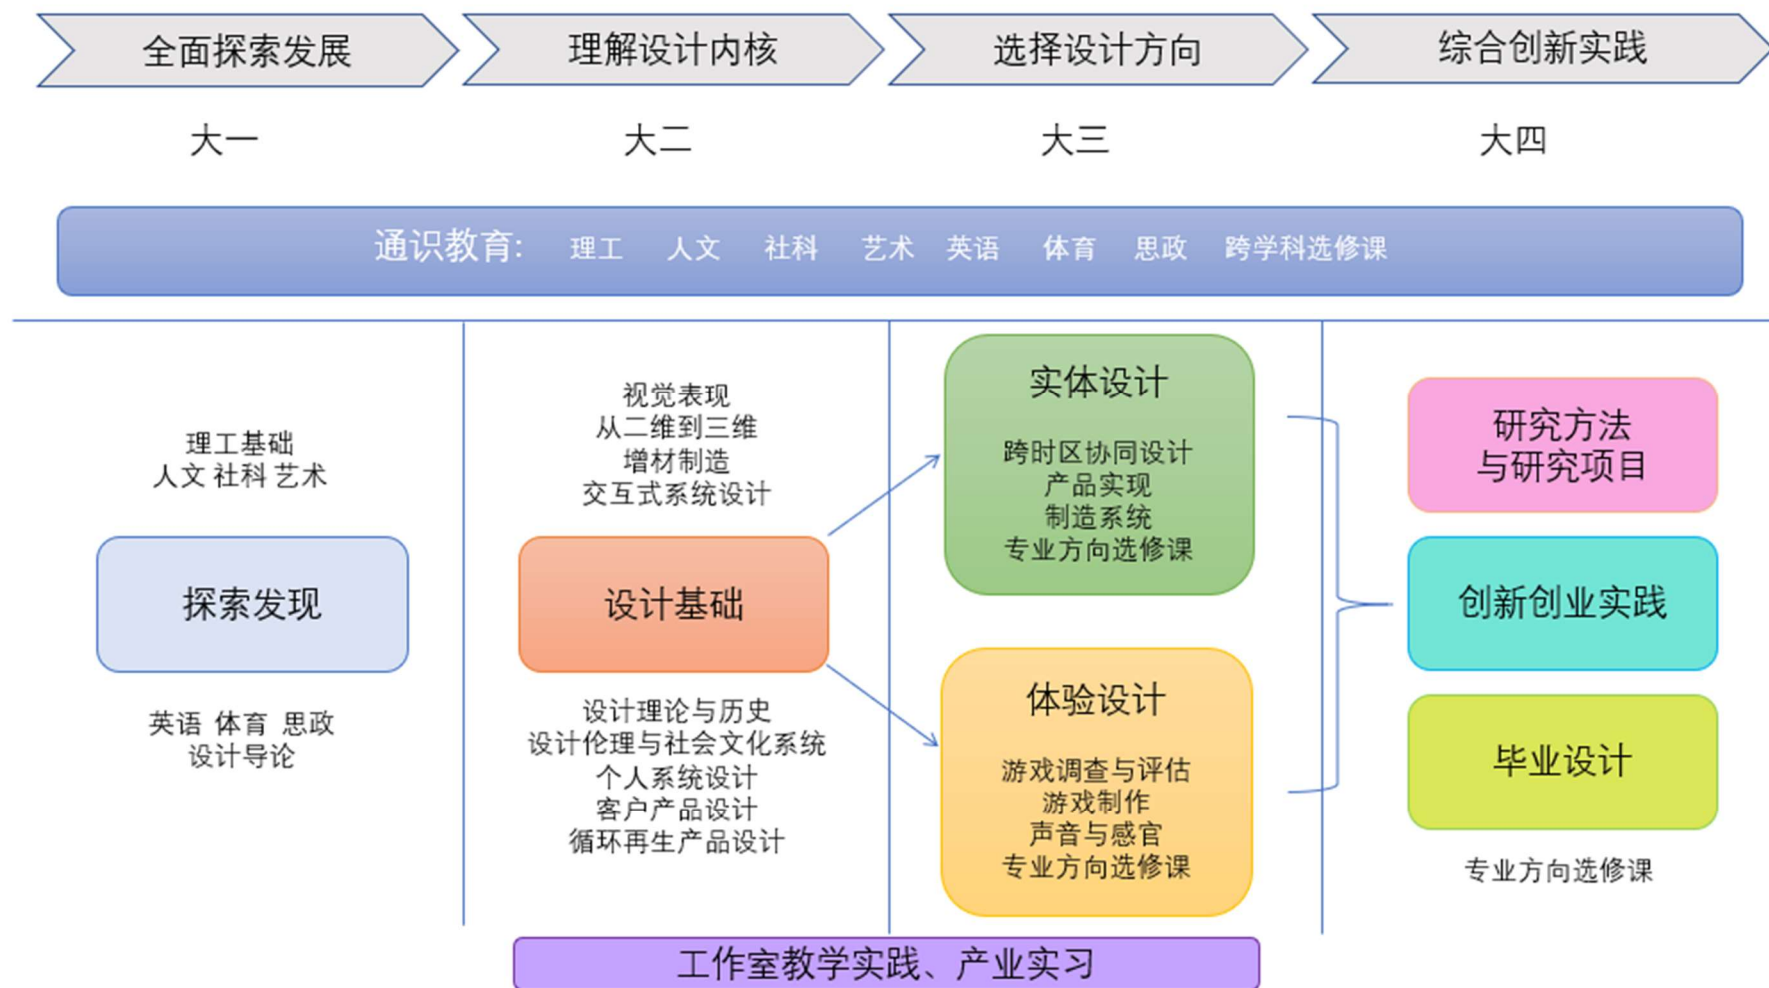 全面探索发展
理解设计内核
选择设计方向
综合创新实践
大一
大二
大三
大四
通识教育: 理工 人文 社科 艺术 英语 体育 思政 跨学科选修课
理工基础
人文 社科 艺术
探索发现
英语 体育 思政
设计导论
视觉表现
从二维到三维
增材制造
交互式系统设计
设计基础
设计理论与历史
设计伦理与社会文化系统
个人系统设计
客户产品设计
循环再生产品设计
实体设计
跨时区协同设计
产品实现
制造系统
专业方向选修课
体验设计
游戏调查与评估
游戏制作
声音与感官
专业方向选修课
研究方法
与研究项目
创新创业实践
毕业设计
专业方向选修课
工作室教学实践、产业实习